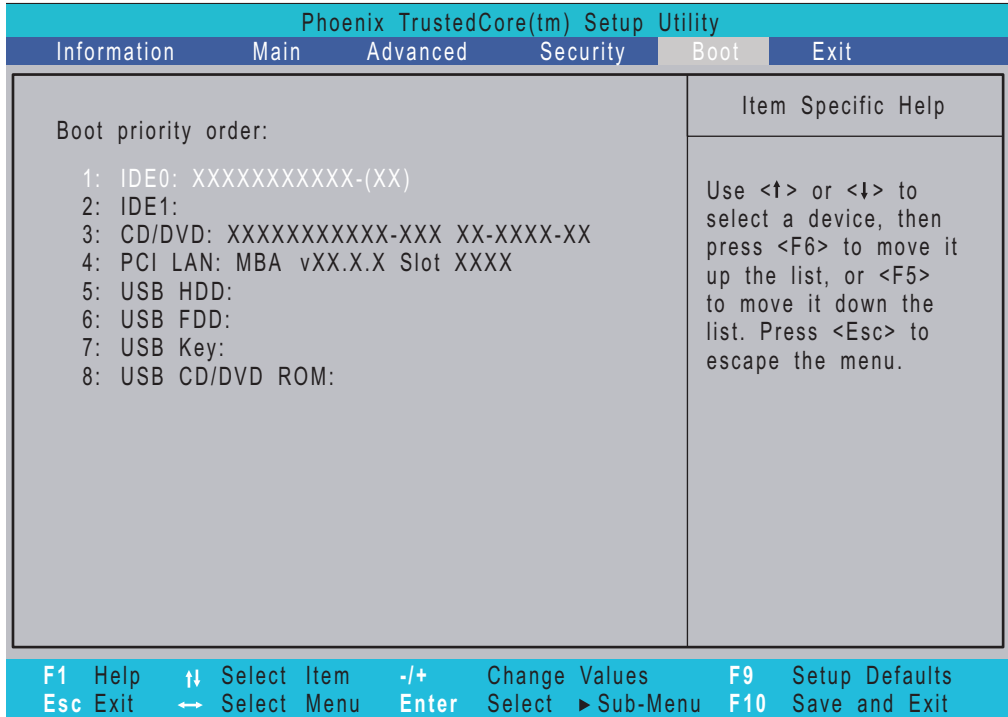 Phoenix TrustedCore(tm) Setup Utility
Information Main Advanced Security Boot Exit
Boot priority order:
1: IDE0: XXXXXXXXXXX-(XX)
2: IDE1:
3: CD/DVD: XXXXXXXXXXX-XXX XX-XXXX-XX
4: PCI LAN: MBA vXX.X.X Slot XXXX
5: USB HDD:
6: USB FDD:
7: USB Key:
8: USB CD/DVD ROM:
Item Specific Help
Use <↑> or <↓> to
select a device, then
press <F6> to move it
up the list, or <F5>
to move it down the
list. Press <Esc> to
escape the menu.
F1 Help ↑↓ Select Item -/+ Change Values F9 Setup Defaults
Esc Exit ↔ Select Menu Enter Select ► Sub-Menu F10 Save and Exit